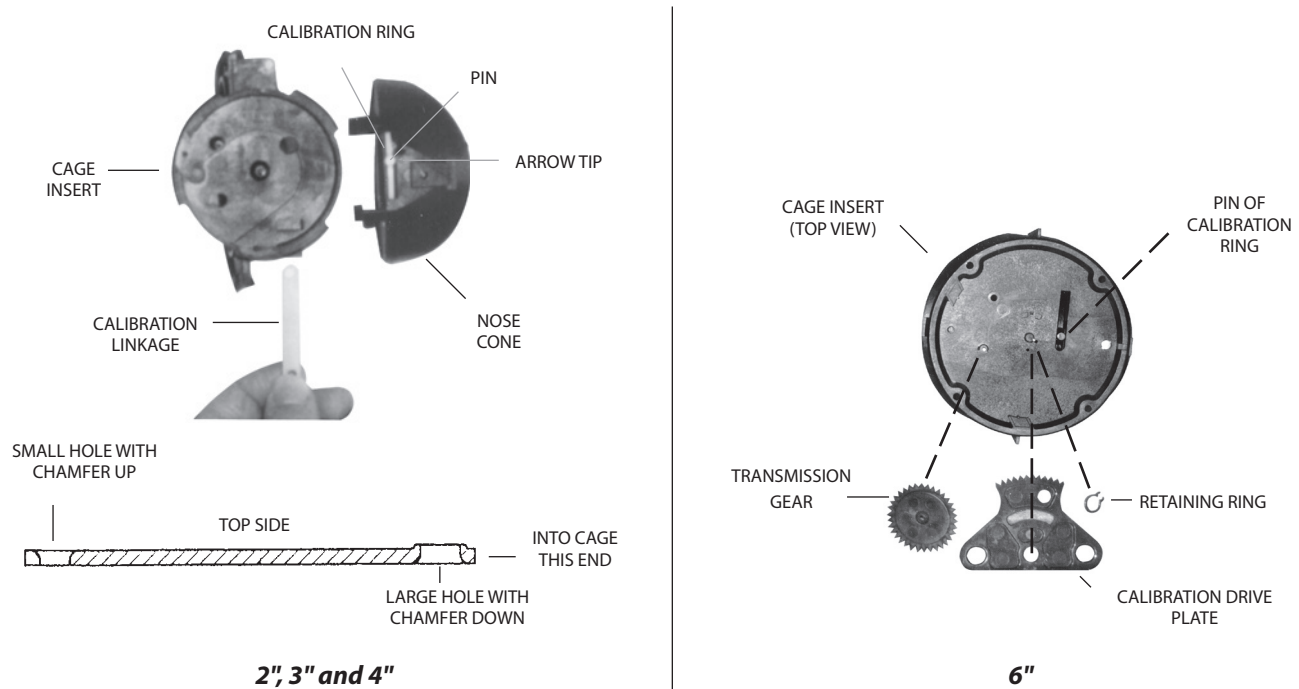 CALIBRATION RING
PIN
ARROW TIP
CAGE
INSERT
CALIBRATION
LINKAGE
NOSE
CONE
SMALL HOLE WITH
CHAMFER UP
TOP SIDE
INTO CAGE
THIS END
LARGE HOLE WITH
CHAMFER DOWN
2", 3" and 4"
CAGE INSERT
(TOP VIEW)
PIN OF
CALIBRATION
RING
TRANSMISSION
GEAR
RETAINING RING
CALIBRATION DRIVE
PLATE
6"